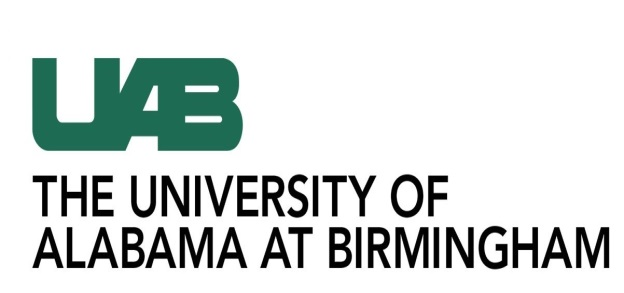 UAB
THE UNIVERSITY OF
ALABAMA AT BIRMINGHAM